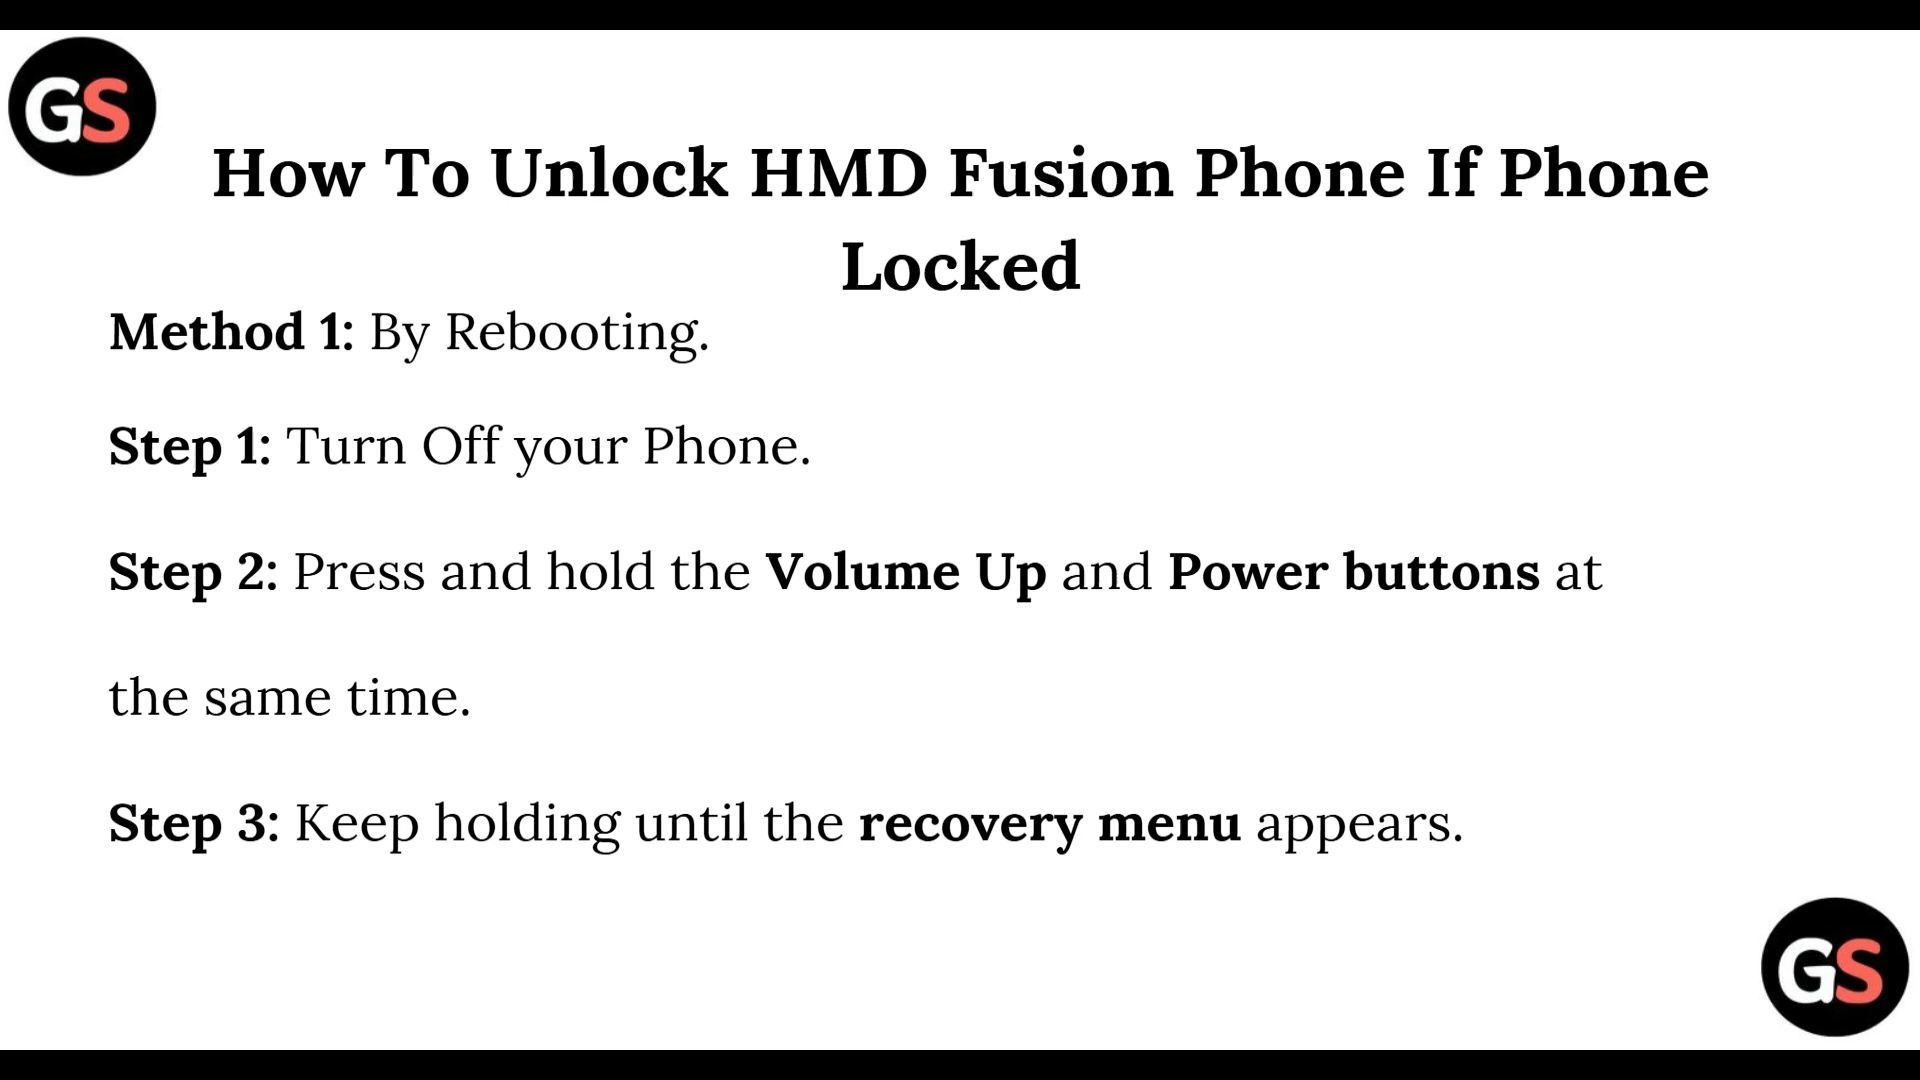 GS
How To Unlock HMD Fusion Phone If Phone
Locked
Method 1: By Rebooting.
Step 1: Turn Off your Phone.
Step 2: Press and hold the Volume Up and Power buttons at
the same time.
Step 3: Keep holding until the recovery menu appears.
GS